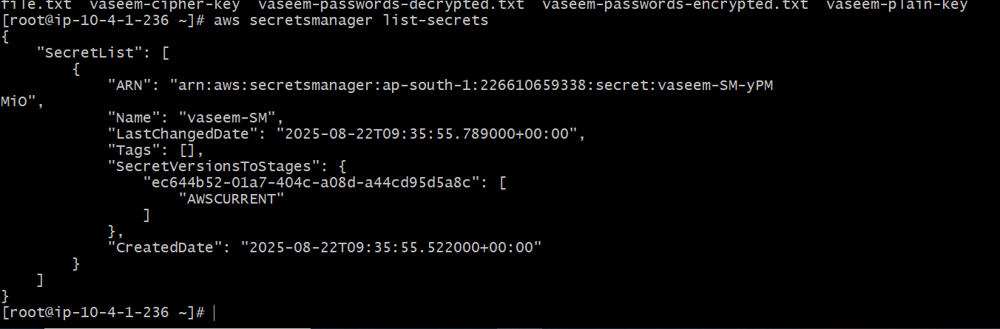 file.txt  vaseem-cipher-key  vaseem-passwords-decrypted.txt  vaseem-passwords-encrypted.txt  vaseem-plain-key
[root@ip-10-4-1-236 ~]# aws secretsmanager list-secrets
{
    "SecretList": [
        {
            "ARN": "arn:aws:secretsmanager:ap-south-1:226610659338:secret:vaseem-SM-yPM
MiO",
            "Name": "vaseem-SM",
            "LastChangedDate": "2025-08-22T09:35:55.789000+00:00",
            "Tags": [],
            "SecretVersionsToStages": {
                "ec644b52-01a7-404c-a08d-a44cd95d5a8c": [
                    "AWSCURRENT"
                ]
            },
            "CreatedDate": "2025-08-22T09:35:55.522000+00:00"
        }
    ]
}
[root@ip-10-4-1-236 ~]#